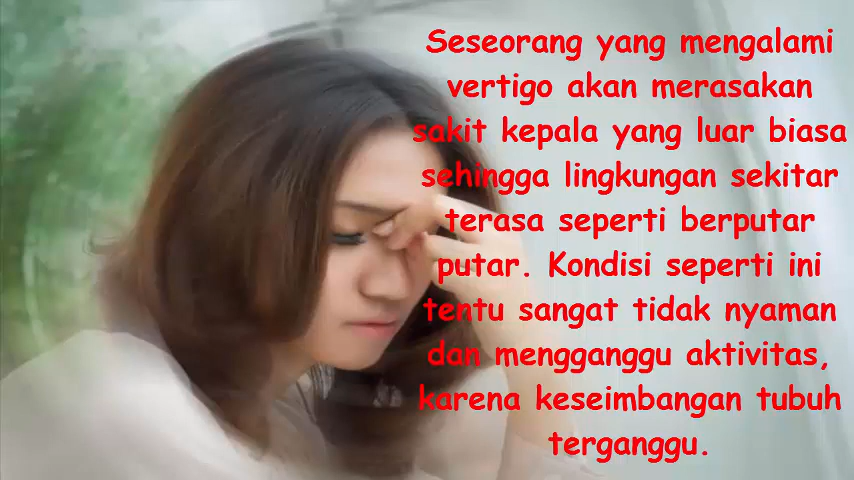 Seseorang yang mengalami
vertigo akan merasakan
sakit kepala yang luar biasa
sehingga lingkungan sekitar
terasa seperti berputar
putar. Kondisi seperti ini
tentu sangat tidak nyaman
dan mengganggu aktivitas,
karena keseimbangan tubuh
terganggu.